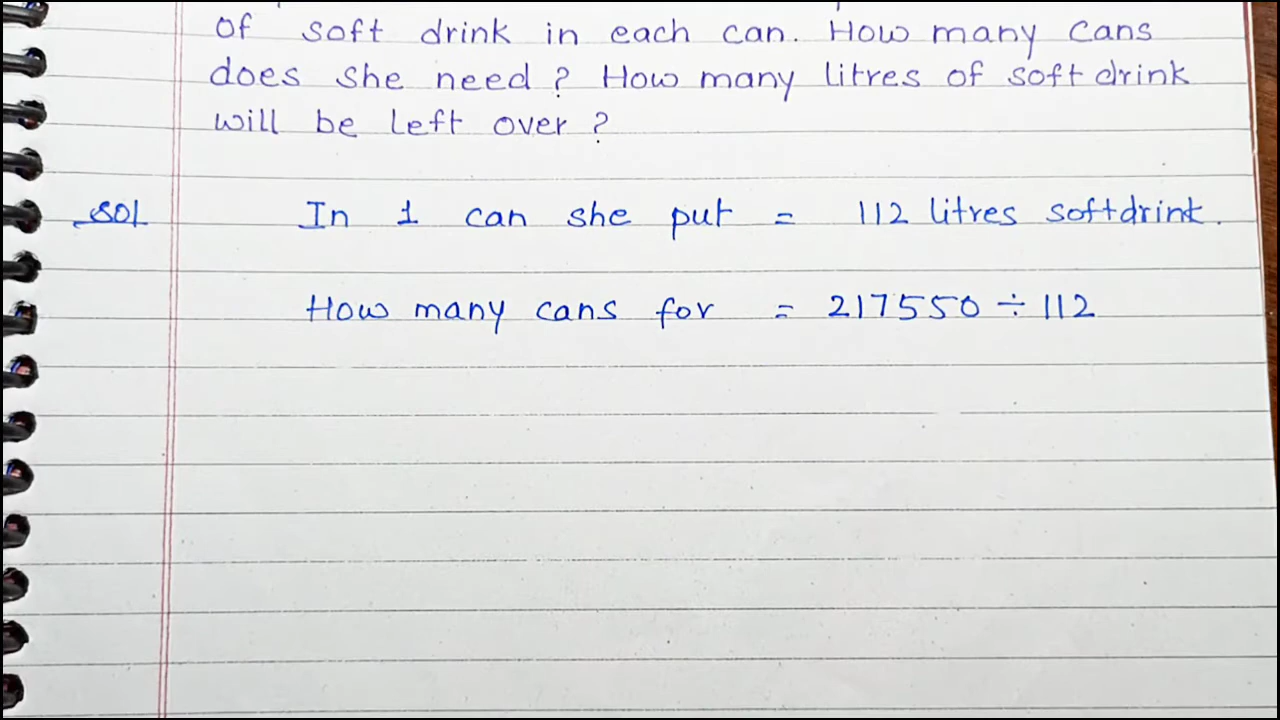 of soft drink in each can. How many cans
does she need ? How many litres of soft drink
will be left over ?
Sol In 1 can she put = 112 litres softdrink.
How many cans for = 217550 ÷ 112